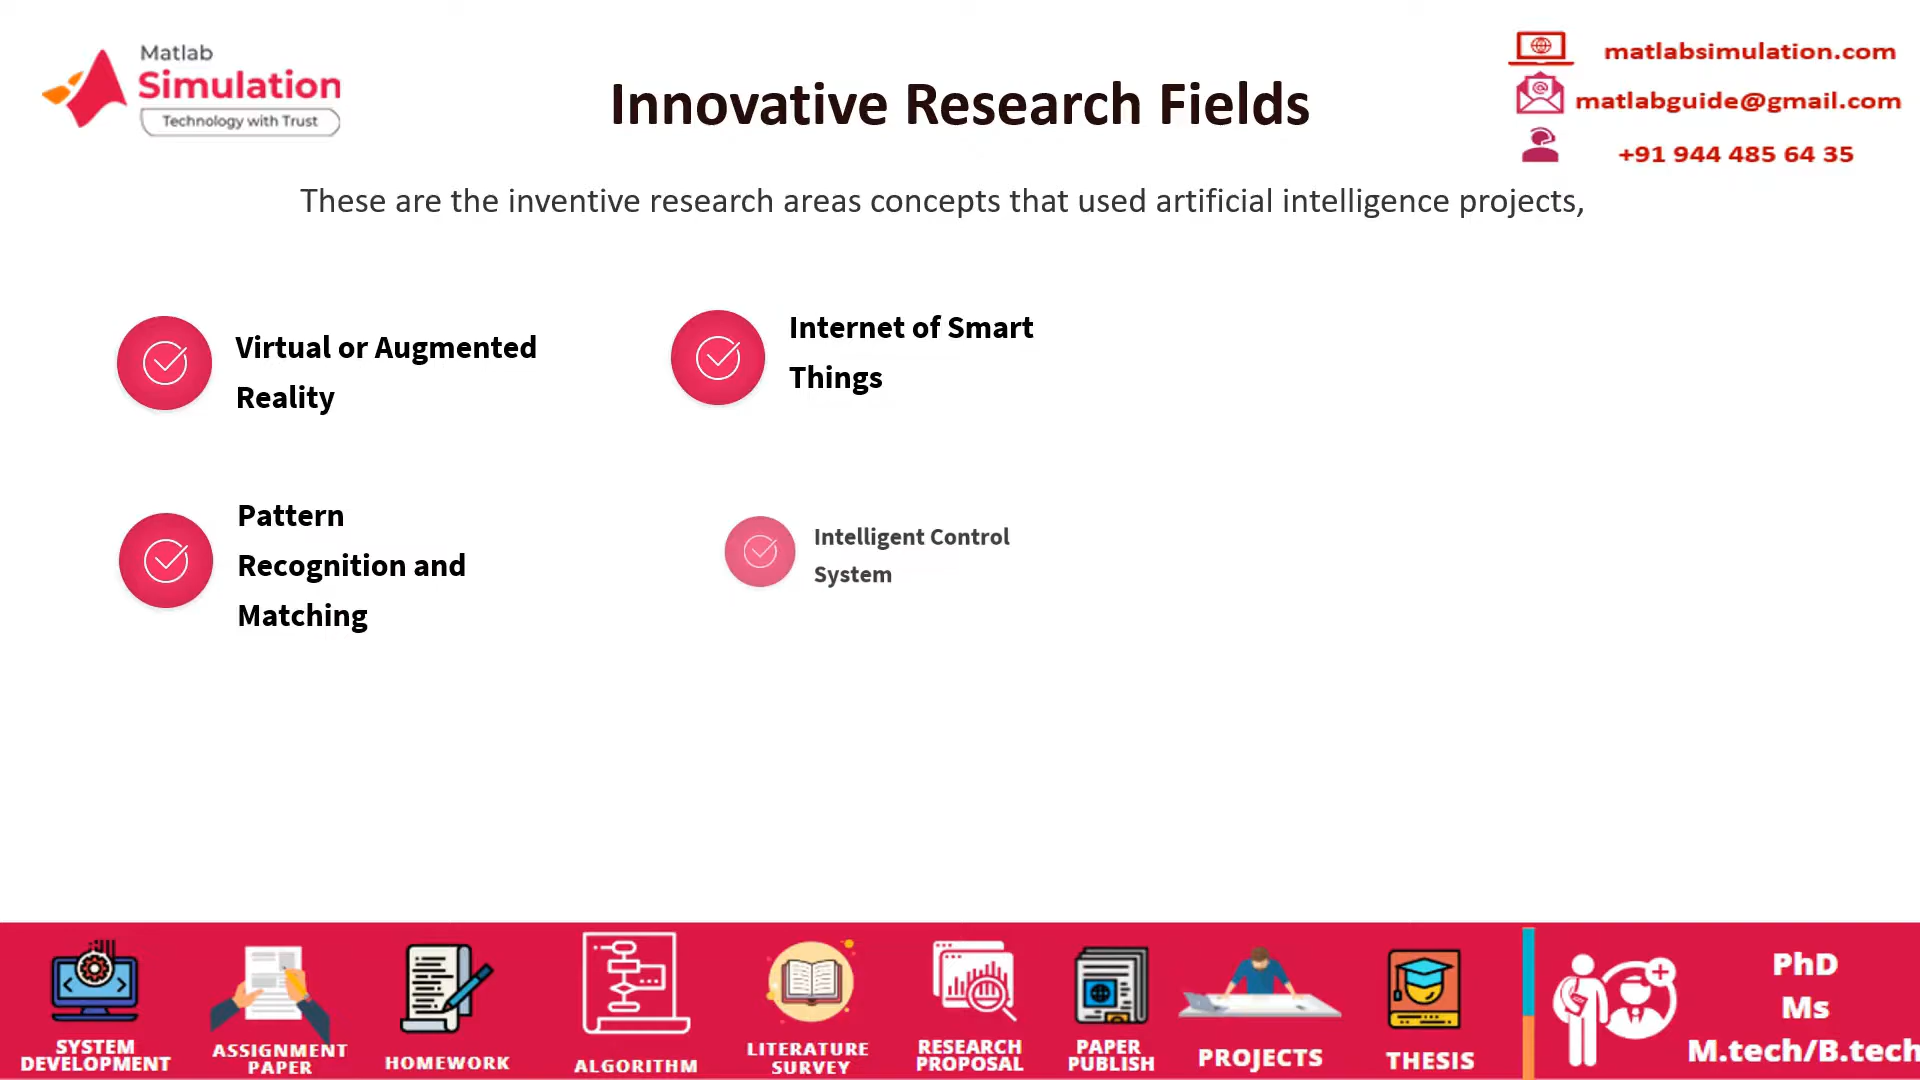 Matlab
Simulation
Technology with Trust
Innovative Research Fields
matlabsimulation.com
matlabguide@gmail.com
+91 944 485 64 35
These are the inventive research areas concepts that used artificial intelligence projects,
Virtual or Augmented
Reality
Internet of Smart
Things
Pattern
Recognition and
Matching
Intelligent Control
System
SYSTEM
DEVELOPMENT
ASSIGNMENT
PAPER
HOMEWORK
ALGORITHM
LITERATURE
SURVEY
RESEARCH
PROPOSAL
PAPER
PUBLISH
PROJECTS
THESIS
PhD
Ms
M.tech/B.tech